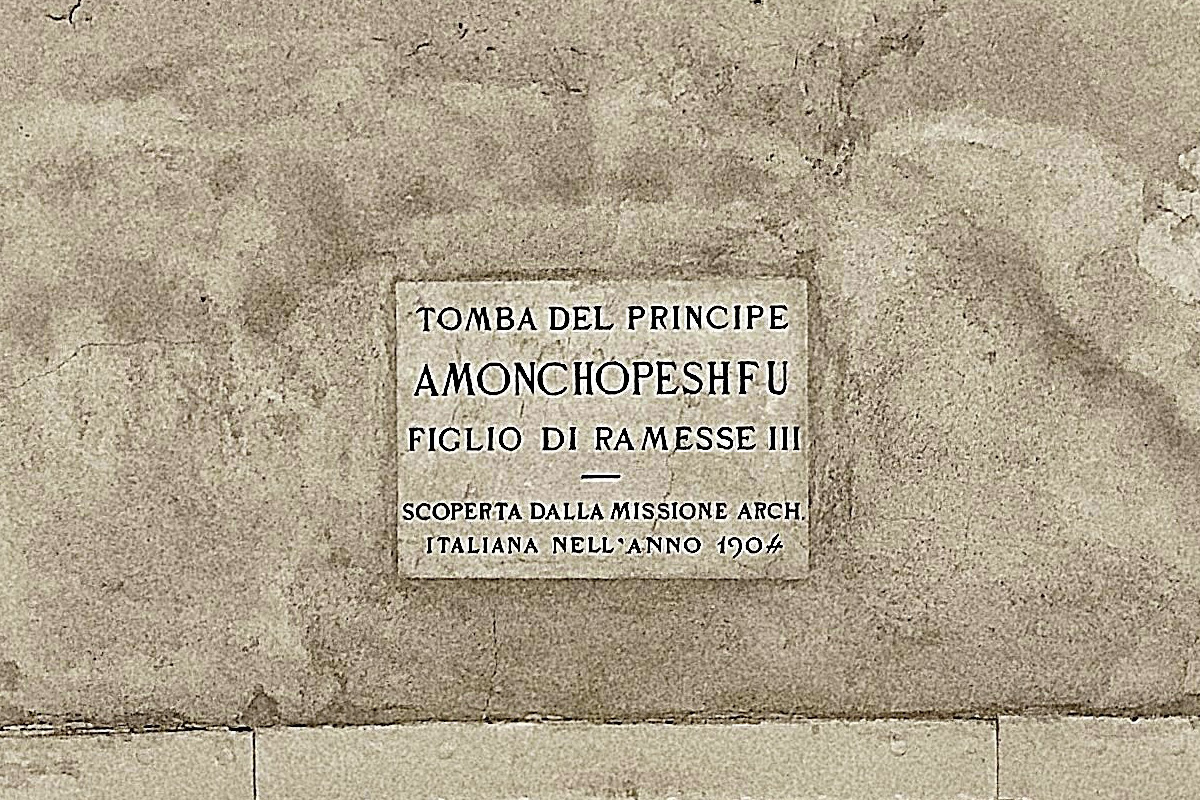 TOMBA DEL PRINCIPE
AMONCHOPESHFU
FIGLIO DI RAMESSE III
—
SCOPERTA DALLA MISSIONE ARCH.
ITALIANA NELL'ANNO 1904